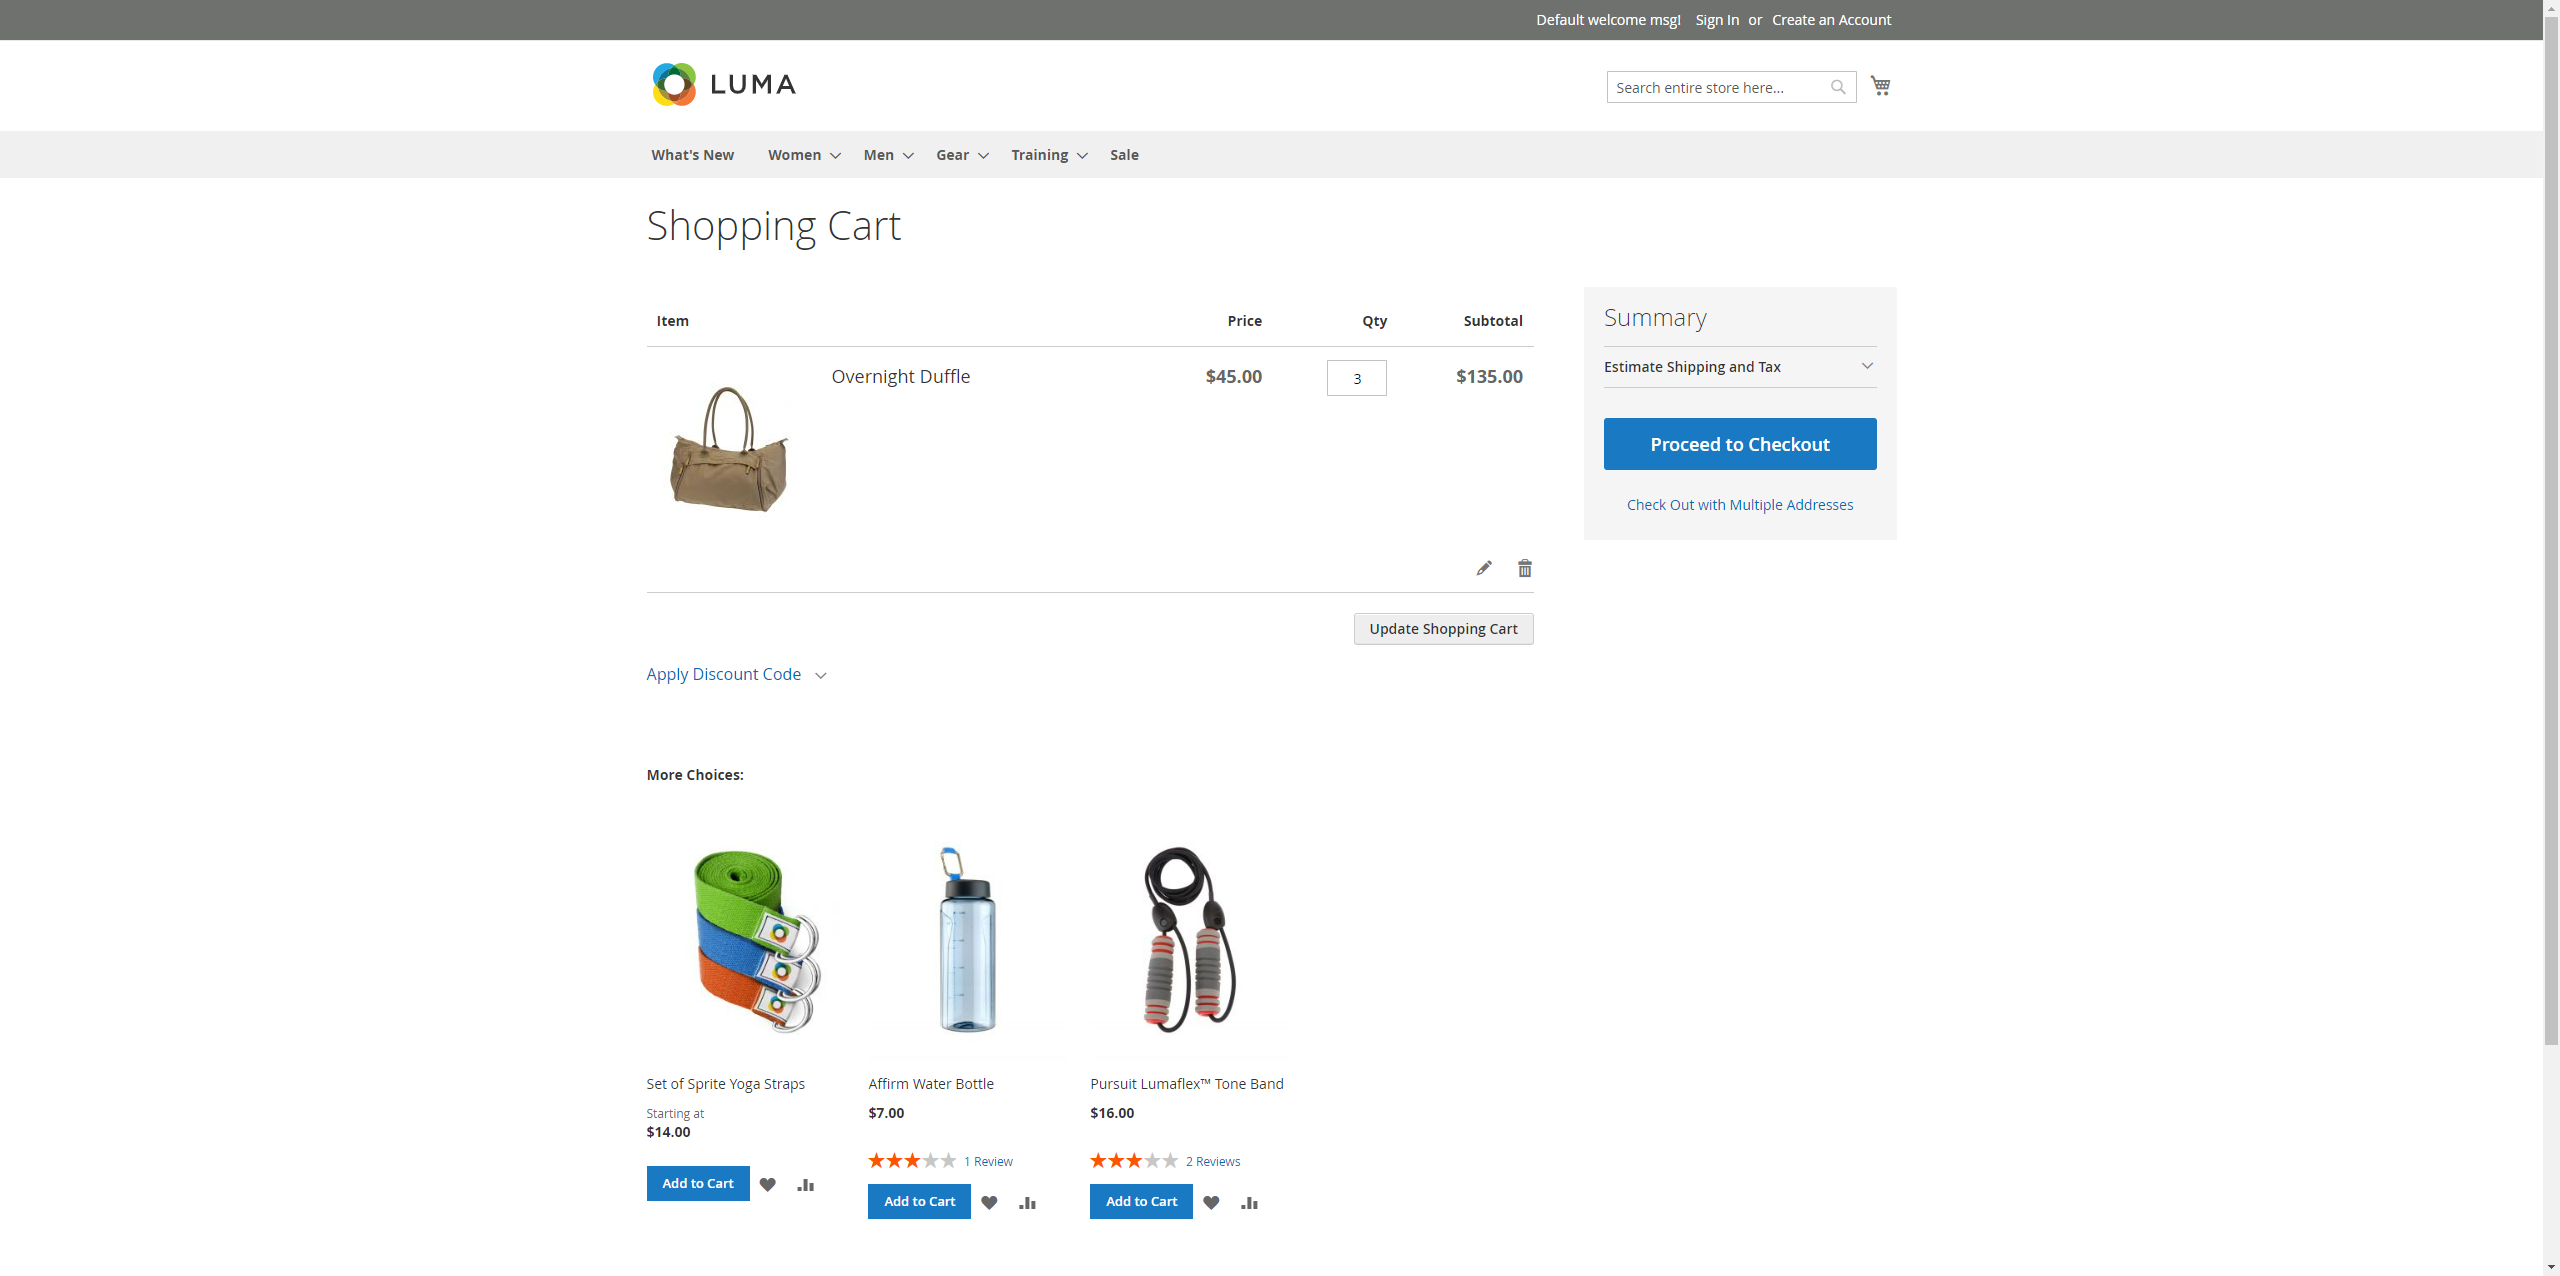 Default welcome msg! Sign In or Create an Account
LUMA
Search entire store here...
What's New Women Men Gear Training Sale
Shopping Cart
Item Price Qty Subtotal
Overnight Duffle $45.00 3 $135.00
Summary
Estimate Shipping and Tax
Proceed to Checkout
Check Out with Multiple Addresses
Update Shopping Cart
Apply Discount Code
More Choices:
Set of Sprite Yoga Straps
Starting at
$14.00
Add to Cart
Affirm Water Bottle
$7.00
1 Review
Add to Cart
Pursuit Lumaflex™ Tone Band
$16.00
2 Reviews
Add to Cart